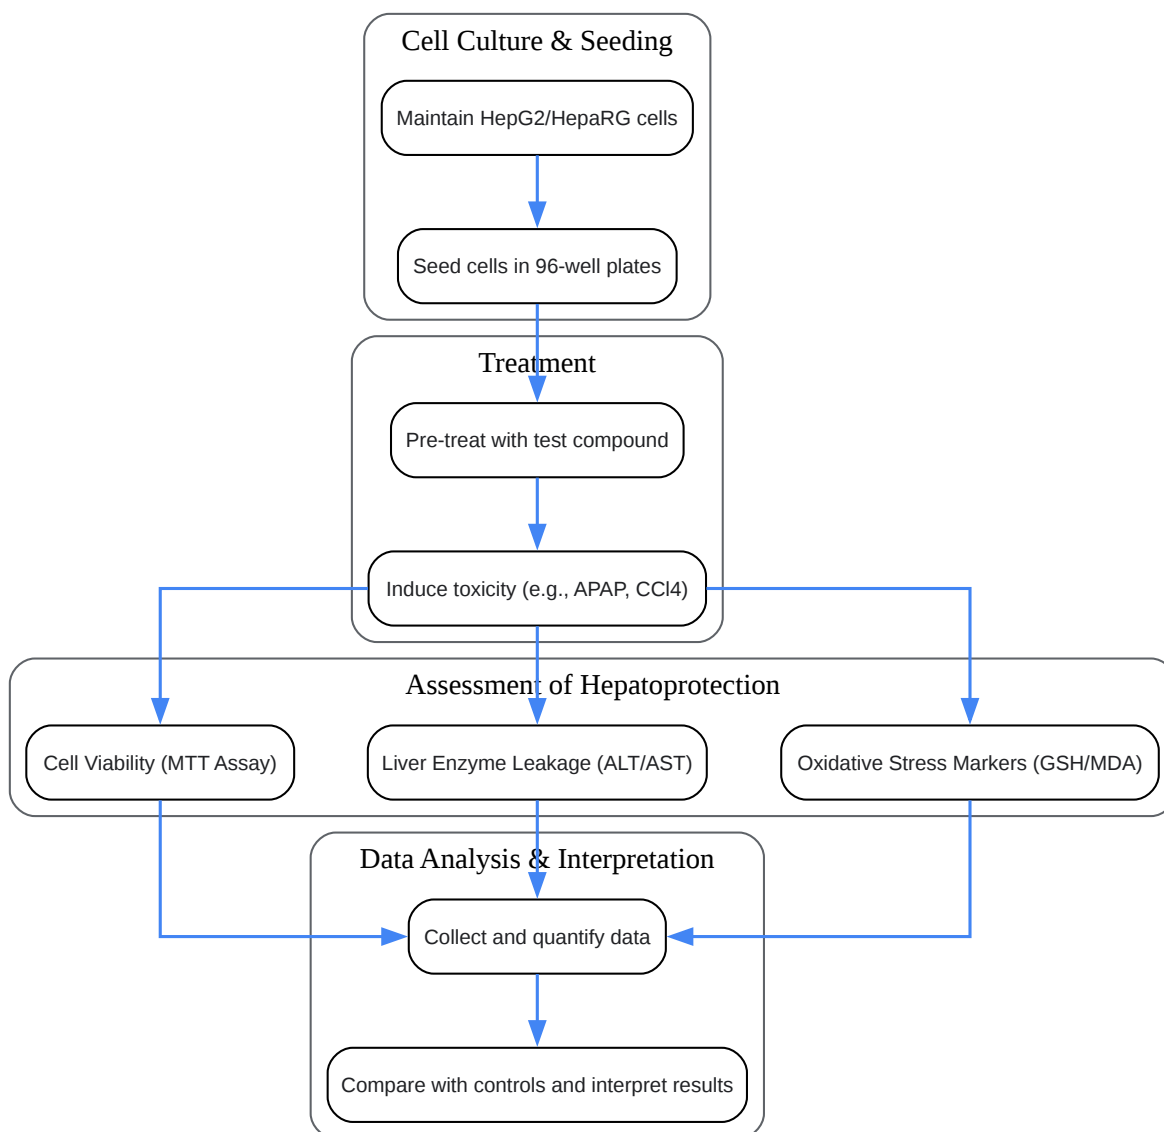 Cell Culture & Seeding
Maintain HepG2/HepaRG cells
Seed cells in 96-well plates
Treatment
Pre-treat with test compound
Induce toxicity (e.g., APAP, CCl4)
Assessment of Hepatoprotection
Cell Viability (MTT Assay)
Liver Enzyme Leakage (ALT/AST)
Oxidative Stress Markers (GSH/MDA)
Data Analysis & Interpretation
Collect and quantify data
Compare with controls and interpret results